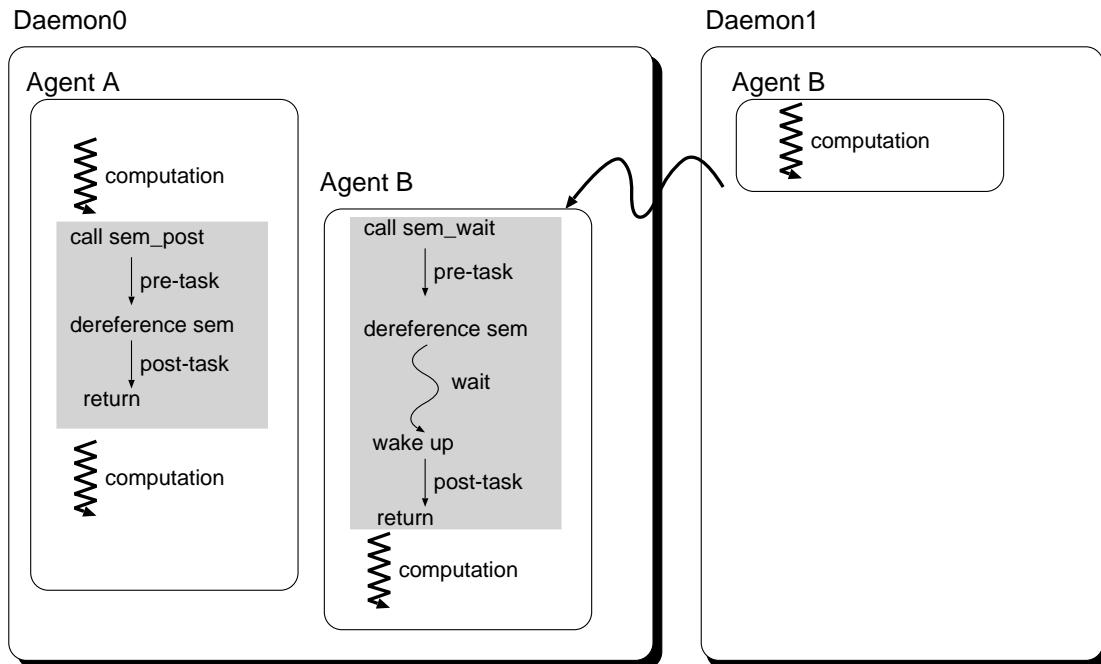 Daemon0
Agent A
computation
call sem_post
pre-task
dereference sem
post-task
return
computation
Agent B
call sem_wait
pre-task
dereference sem
wait
wake up
post-task
return
computation
Daemon1
Agent B
computation